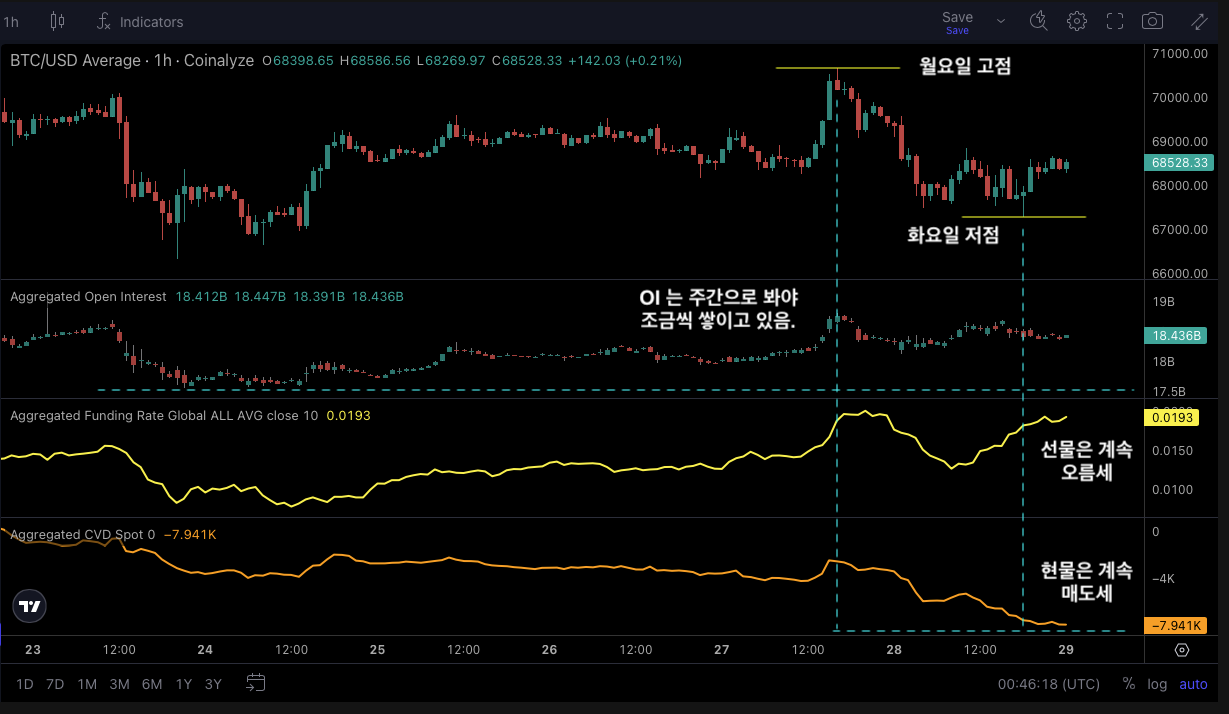 1h Indicators Save
Save
BTC/USD Average · 1h · Coinalyze O68398.65 H68586.56 L68269.97 C68528.33 +142.03 (+0.21%)
71000.00
월요일 고점
70000.00
69000.00
68528.33
68000.00
67000.00
화요일 저점
66000.00
Aggregated Open Interest 18.412B 18.447B 18.391B 18.436B
OI 는 주간으로 봐야
조금씩 쌓이고 있음.
19B
18.436B
18B
17.5B
Aggregated Funding Rate Global ALL AVG close 10 0.0193
0.0193
0.0150
0.0100
선물은 계속
오름세
Aggregated CVD Spot 0 −7.941K
0
−4K
−7.941K
현물은 계속
매도세
23 12:00 24 12:00 25 12:00 26 12:00 27 12:00 28 12:00 29
1D 7D 1M 3M 6M 1Y 3Y 00:46:18 (UTC) % log auto